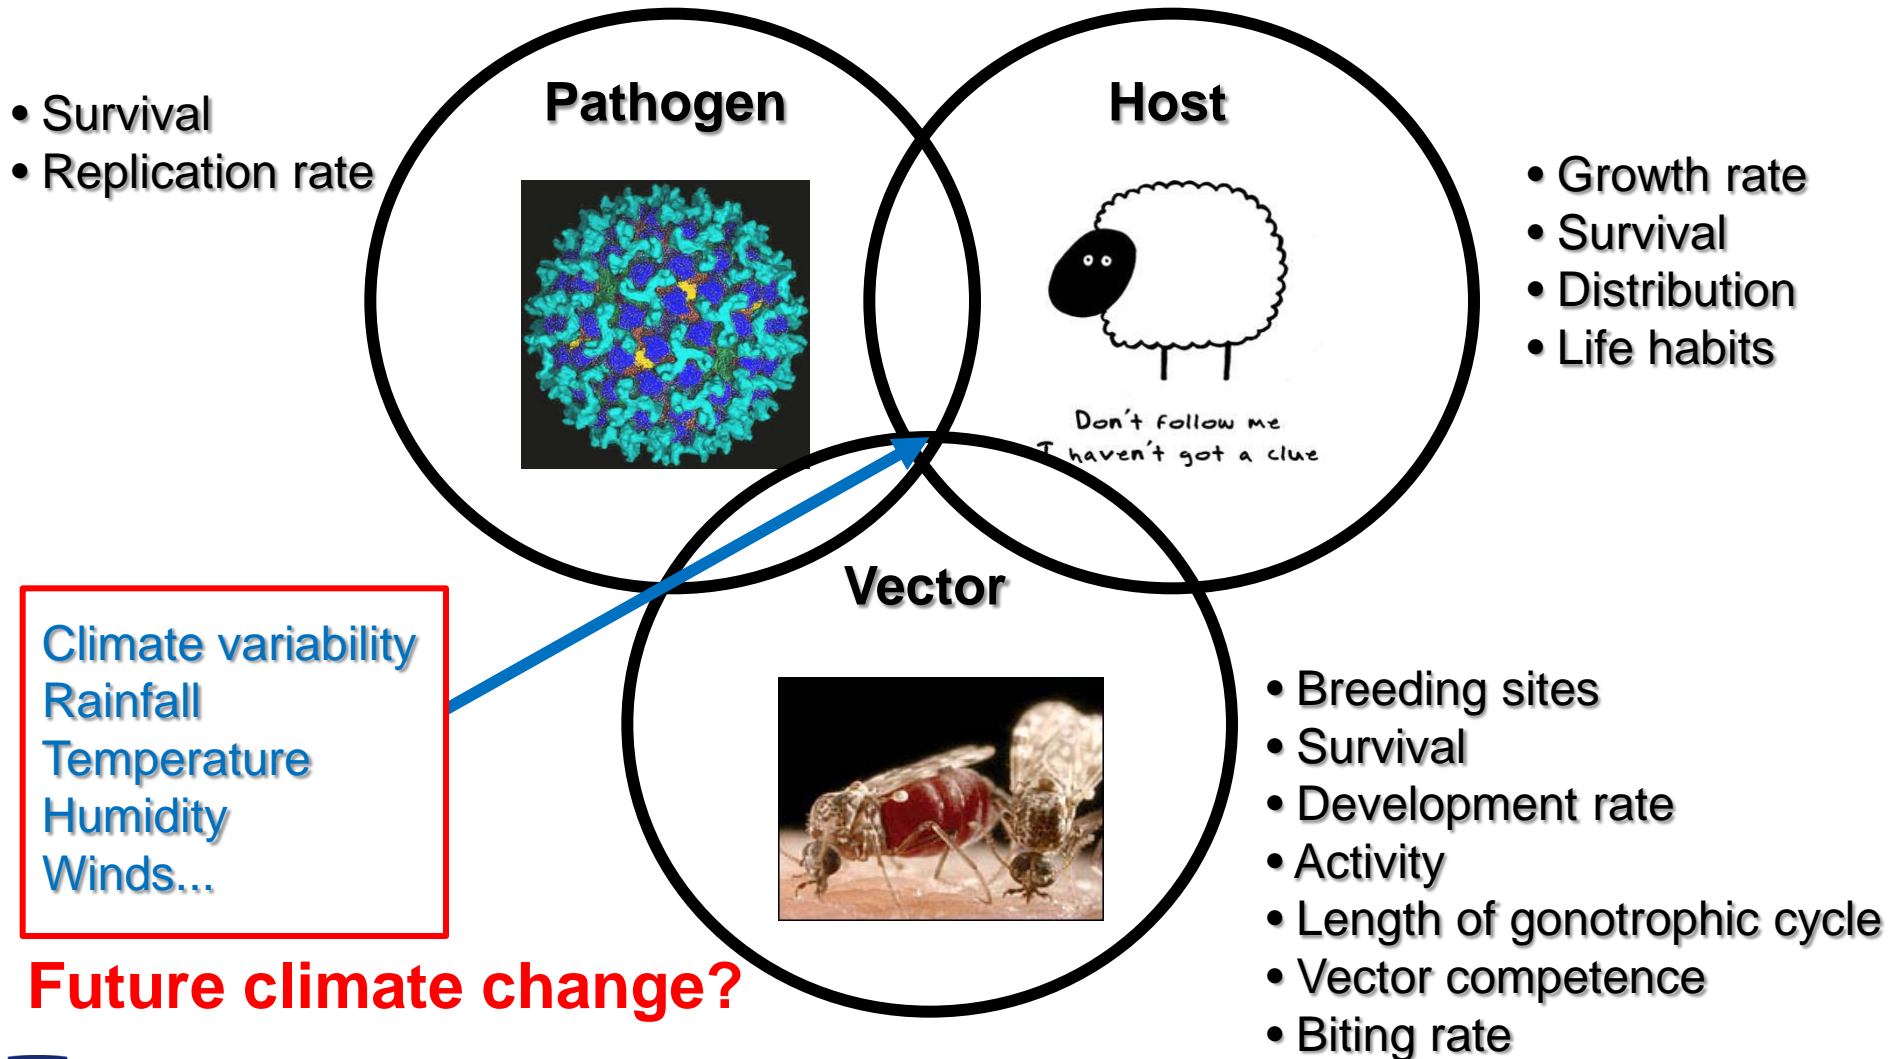 Pathogen
Host
• Survival
• Replication rate
• Growth rate
• Survival
• Distribution
• Life habits
Don't follow me
I haven't got a clue
Vector
Climate variability
Rainfall
Temperature
Humidity
Winds...
Future climate change?
• Breeding sites
• Survival
• Development rate
• Activity
• Length of gonotrophic cycle
• Vector competence
• Biting rate